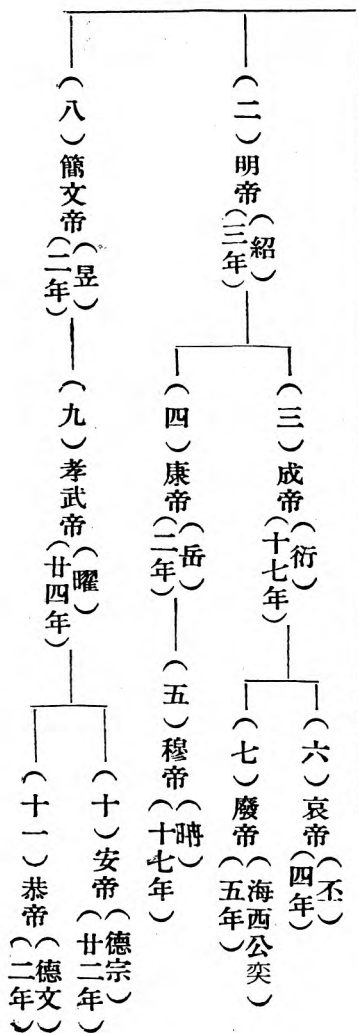 (二)明帝(紹)(三年)
(三)成帝(衍)(十七年)
(六)哀帝(丕)(四年)
(七)廢帝(海西公奕)(五年)
(四)康帝(岳)(二年)
(五)穆帝(聃)(十七年)
(八)簡文帝(昱)(二年)
(九)孝武帝(曜)(廿四年)
(十)安帝(德宗)(廿二年)
(十一)恭帝(德文)(二年)